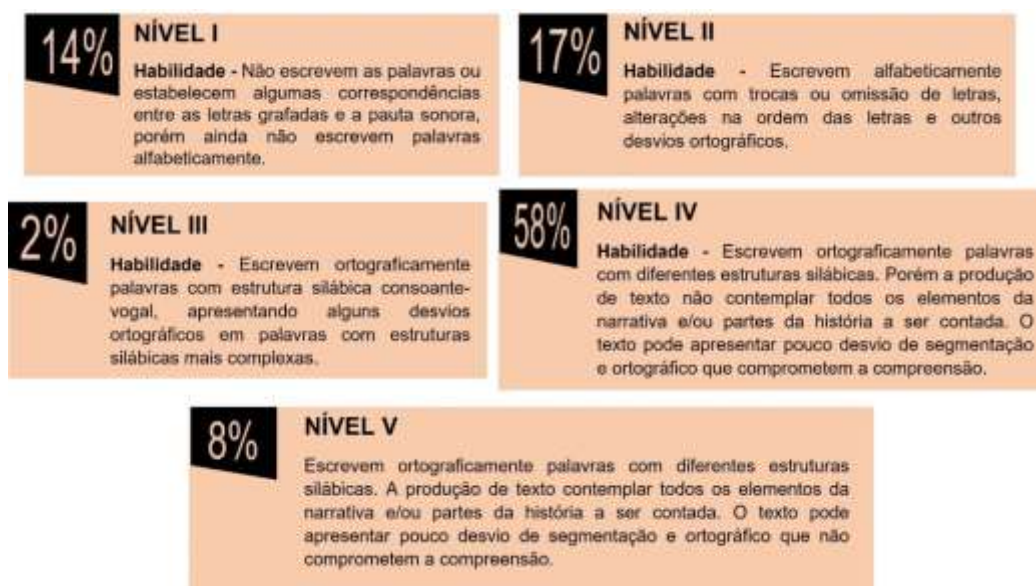 14%
NÍVEL I
Habilidade - Não escrevem as palavras ou
estabelecem algumas correspondências
entre as letras grafadas e a pauta sonora,
porém ainda não escrevem palavras
alfabeticamente.
17%
NÍVEL II
Habilidade - Escrevem alfabeticamente
palavras com trocas ou omissão de letras,
alterações na ordem das letras e outros
desvios ortográficos.
2%
NÍVEL III
Habilidade - Escrevem ortograficamente
palavras com estrutura silábica consoante-
vogal, apresentando alguns desvios
ortográficos em palavras com estruturas
silábicas mais complexas.
58%
NÍVEL IV
Habilidade - Escrevem ortograficamente palavras
com diferentes estruturas silábicas. Porém a produção
de texto não contemplar todos os elementos da
narrativa e/ou partes da história a ser contada. O
texto pode apresentar pouco desvio de segmentação
e ortográfico que comprometem a compreensão.
8%
NÍVEL V
Escrevem ortograficamente palavras com diferentes estruturas
silábicas. A produção de texto contemplar todos os elementos da
narrativa e/ou partes da história a ser contada. O texto pode
apresentar pouco desvio de segmentação e ortográfico que não
comprometem a compreensão.